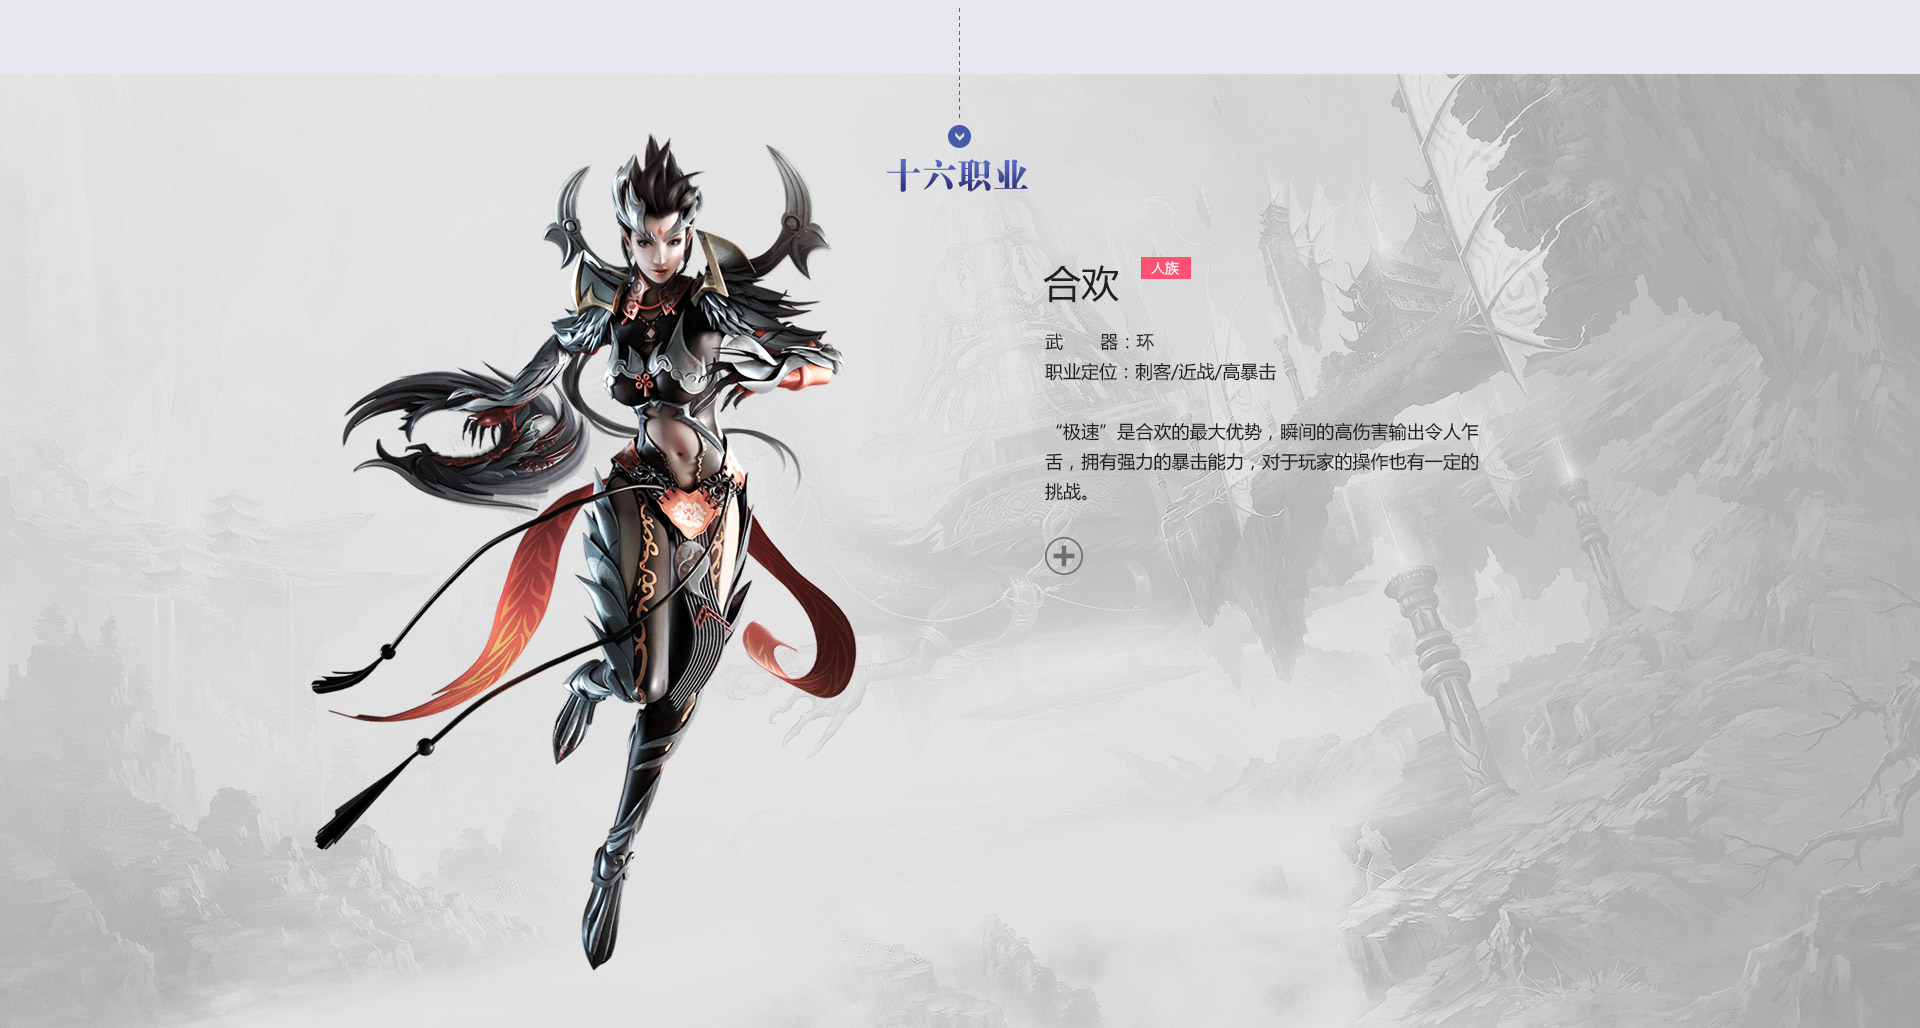 十六职业
合欢
人族
武 器：环
职业定位：刺客/近战/高暴击
“极速”是合欢的最大优势，瞬间的高伤害输出令人乍
舌，拥有强力的暴击能力，对于玩家的操作也有一定的
挑战。